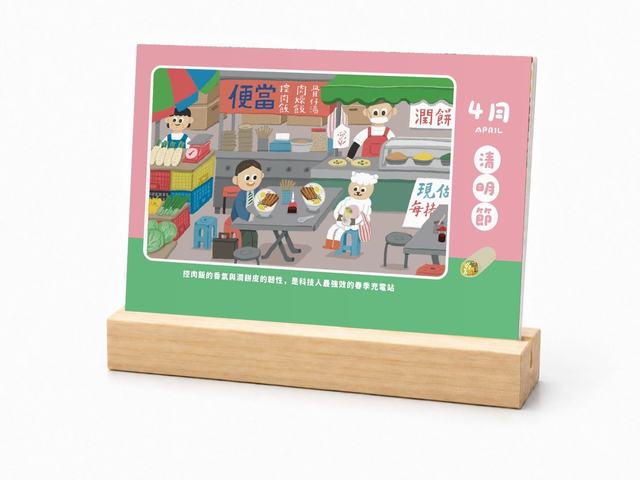 便當
控肉飯
肉燥飯
骨仔湯
潤餅
現做
每捲
4月
APRIL
清明節
控肉飯的香氣與潤餅皮的韌性，是科技人最強效的春季充電站